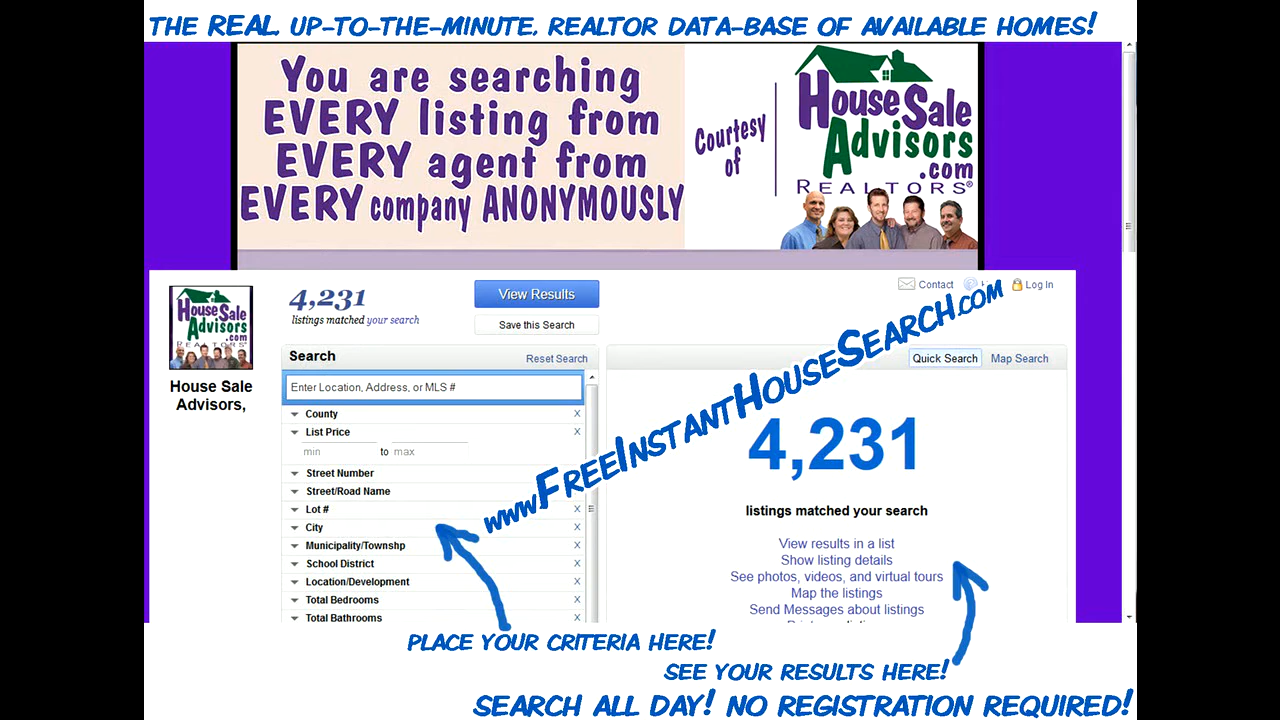 THE REAL, UP-TO-THE-MINUTE, REALTOR DATA-BASE OF AVAILABLE HOMES!
You are searching
EVERY listing from
EVERY agent from
EVERY company ANONYMOUSLY
Courtesy
of
HouseSale
Advisors
.com
REALTORS®
HouseSale
Advisors
.com
REALTORS
House Sale
Advisors,
4,231
listings matched your search
View Results
Save this Search
Contact
Log In
Search
Reset Search
Quick Search
Map Search
Enter Location, Address, or MLS #
County X
List Price X
min to max
Street Number
Street/Road Name
Lot # X
City X
Municipality/Townshp X
School District X
Location/Development X
Total Bedrooms X
Total Bathrooms X
www.FreeInstantHouseSearch.com
4,231
listings matched your search
View results in a list
Show listing details
See photos, videos, and virtual tours
Map the listings
Send Messages about listings
PLACE YOUR CRITERIA HERE!
SEE YOUR RESULTS HERE!
SEARCH ALL DAY! NO REGISTRATION REQUIRED!